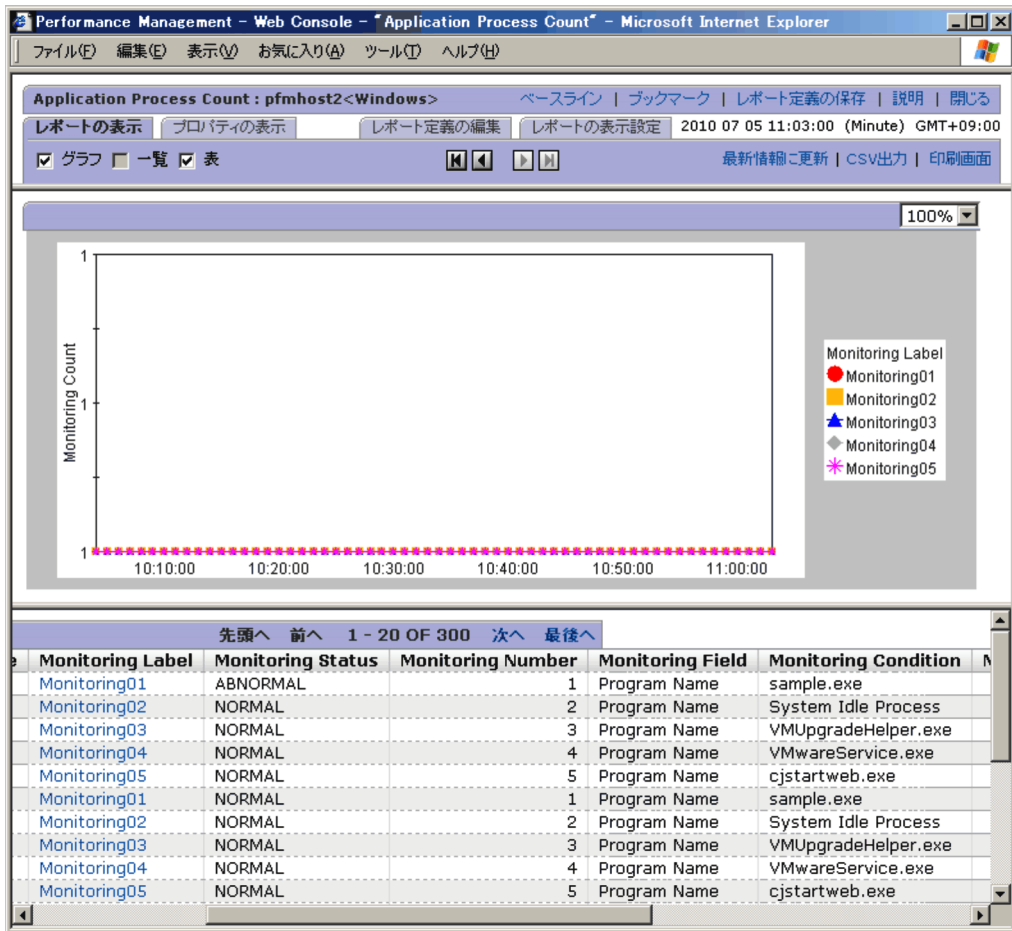 Performance Management - Web Console - "Application Process Count" - Microsoft Internet Explorer
ファイル(F) 編集(E) 表示(V) お気に入り(A) ツール(T) ヘルプ(H)
Application Process Count : pfmhost2<Windows> ベースライン | ブックマーク | レポート定義の保存 | 説明 | 閉じる
レポートの表示 プロパティの表示 レポート定義の編集 レポートの表示設定 2010 07 05 11:03:00 (Minute) GMT+09:00
グラフ 一覧 表 最新情報に更新 | CSV出力 | 印刷画面
100%
1
Monitoring Count
1
1
10:10:00 10:20:00 10:30:00 10:40:00 10:50:00 11:00:00
Monitoring Label
Monitoring01
Monitoring02
Monitoring03
Monitoring04
Monitoring05
先頭へ 前へ 1 - 20 OF 300 次へ 最後へ
Monitoring Label Monitoring Status Monitoring Number Monitoring Field Monitoring Condition
Monitoring01 ABNORMAL 1 Program Name sample.exe
Monitoring02 NORMAL 2 Program Name System Idle Process
Monitoring03 NORMAL 3 Program Name VMUpgradeHelper.exe
Monitoring04 NORMAL 4 Program Name VMwareService.exe
Monitoring05 NORMAL 5 Program Name cjstartweb.exe
Monitoring01 NORMAL 1 Program Name sample.exe
Monitoring02 NORMAL 2 Program Name System Idle Process
Monitoring03 NORMAL 3 Program Name VMUpgradeHelper.exe
Monitoring04 NORMAL 4 Program Name VMwareService.exe
Monitoring05 NORMAL 5 Program Name cjstartweb.exe